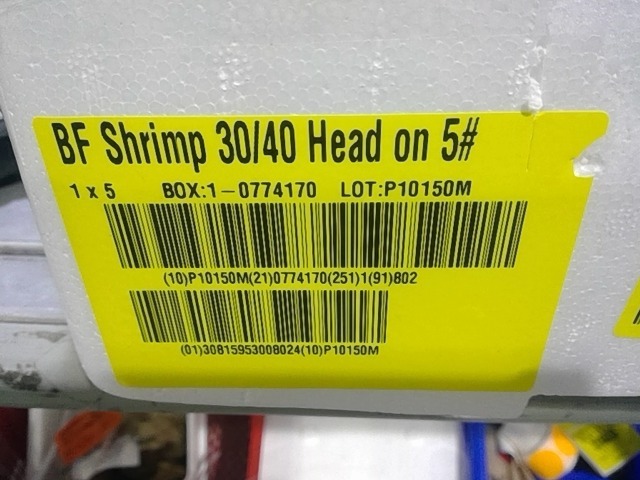 BF Shrimp 30/40 Head on 5#
1 x 5 BOX:1-0774170 LOT:P10150M
(10)P10150M(21)0774170(251)1(91)802
(01)30815953008024(10)P10150M